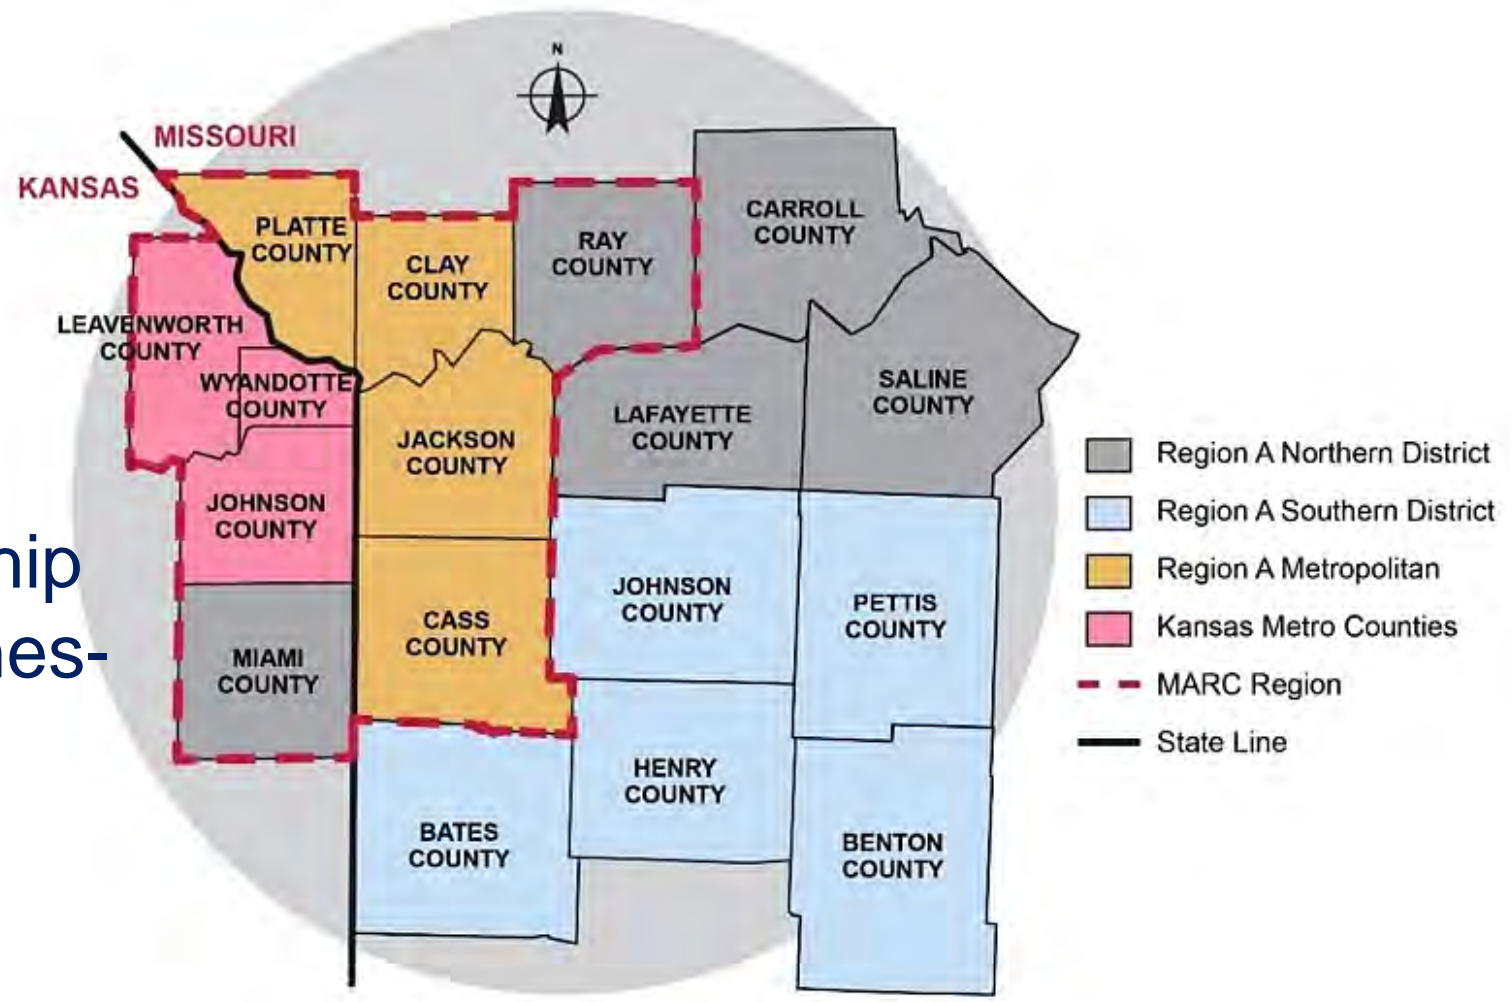 N
MISSOURI
KANSAS
PLATTE
COUNTY
CLAY
COUNTY
RAY
COUNTY
CARROLL
COUNTY
LEAVENWORTH
COUNTY
WYANDOTTE
COUNTY
JACKSON
COUNTY
LAFAYETTE
COUNTY
SALINE
COUNTY
JOHNSON
COUNTY
MIAMI
COUNTY
CASS
COUNTY
JOHNSON
COUNTY
PETTIS
COUNTY
BATES
COUNTY
HENRY
COUNTY
BENTON
COUNTY
Region A Northern District
Region A Southern District
Region A Metropolitan
Kansas Metro Counties
MARC Region
State Line